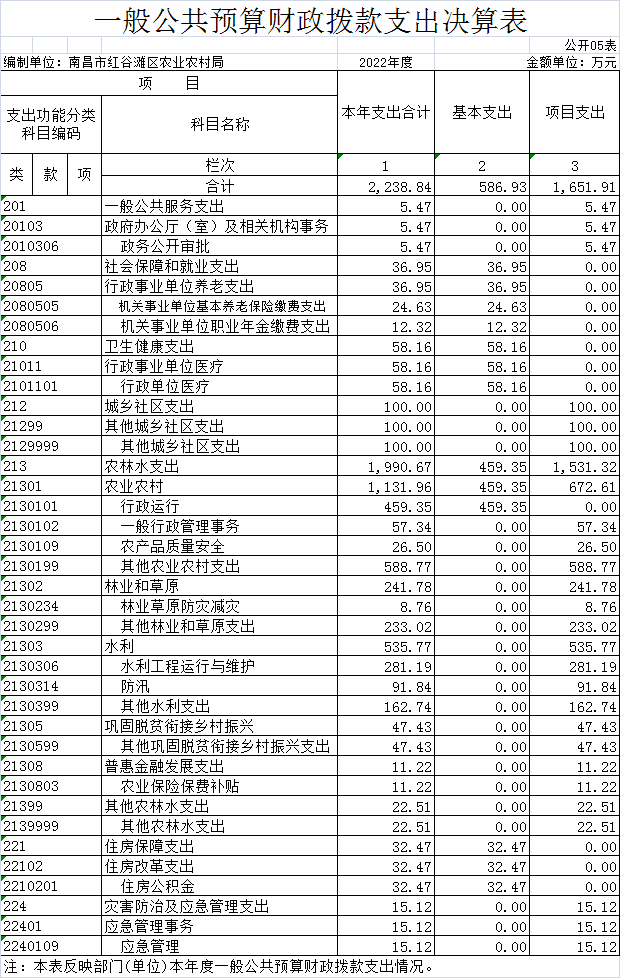 一般公共预算财政拨款支出决算表
公开05表
编制单位：南昌市红谷滩区农业农村局 2022年度 金额单位：万元
项 目 本年支出合计 基本支出 项目支出
支出功能分类科目编码 科目名称
类 款 项 栏次 1 2 3
合计 2,238.84 586.93 1,651.91
201 一般公共服务支出 5.47 0.00 5.47
20103 政府办公厅（室）及相关机构事务 5.47 0.00 5.47
2010306 政务公开审批 5.47 0.00 5.47
208 社会保障和就业支出 36.95 36.95 0.00
20805 行政事业单位养老支出 36.95 36.95 0.00
2080505 机关事业单位基本养老保险缴费支出 24.63 24.63 0.00
2080506 机关事业单位职业年金缴费支出 12.32 12.32 0.00
210 卫生健康支出 58.16 58.16 0.00
21011 行政事业单位医疗 58.16 58.16 0.00
2101101 行政单位医疗 58.16 58.16 0.00
212 城乡社区支出 100.00 0.00 100.00
21299 其他城乡社区支出 100.00 0.00 100.00
2129999 其他城乡社区支出 100.00 0.00 100.00
213 农林水支出 1,990.67 459.35 1,531.32
21301 农业农村 1,131.96 459.35 672.61
2130101 行政运行 459.35 459.35 0.00
2130102 一般行政管理事务 57.34 0.00 57.34
2130109 农产品质量安全 26.50 0.00 26.50
2130199 其他农业农村支出 588.77 0.00 588.77
21302 林业和草原 241.78 0.00 241.78
2130234 林业草原防灾减灾 8.76 0.00 8.76
2130299 其他林业和草原支出 233.02 0.00 233.02
21303 水利 535.77 0.00 535.77
2130306 水利工程运行与维护 281.19 0.00 281.19
2130314 防汛 91.84 0.00 91.84
2130399 其他水利支出 162.74 0.00 162.74
21305 巩固脱贫衔接乡村振兴 47.43 0.00 47.43
2130599 其他巩固脱贫衔接乡村振兴支出 47.43 0.00 47.43
21308 普惠金融发展支出 11.22 0.00 11.22
2130803 农业保险保费补贴 11.22 0.00 11.22
21399 其他农林水支出 22.51 0.00 22.51
2139999 其他农林水支出 22.51 0.00 22.51
221 住房保障支出 32.47 32.47 0.00
22102 住房改革支出 32.47 32.47 0.00
2210201 住房公积金 32.47 32.47 0.00
224 灾害防治及应急管理支出 15.12 0.00 15.12
22401 应急管理事务 15.12 0.00 15.12
2240109 应急管理 15.12 0.00 15.12
注：本表反映部门(单位)本年度一般公共预算财政拨款支出情况。